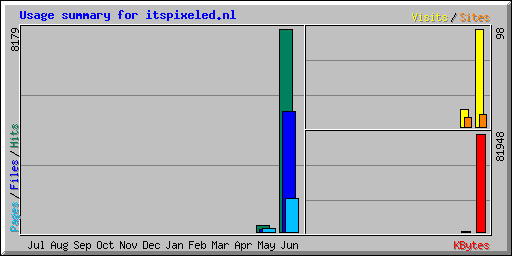 Usage summary for itspixeled.nl
Visits / Sites
8179
98
Pages / Files / Hits
81948
Jul Aug Sep Oct Nov Dec Jan Feb Mar Apr May Jun
KBytes